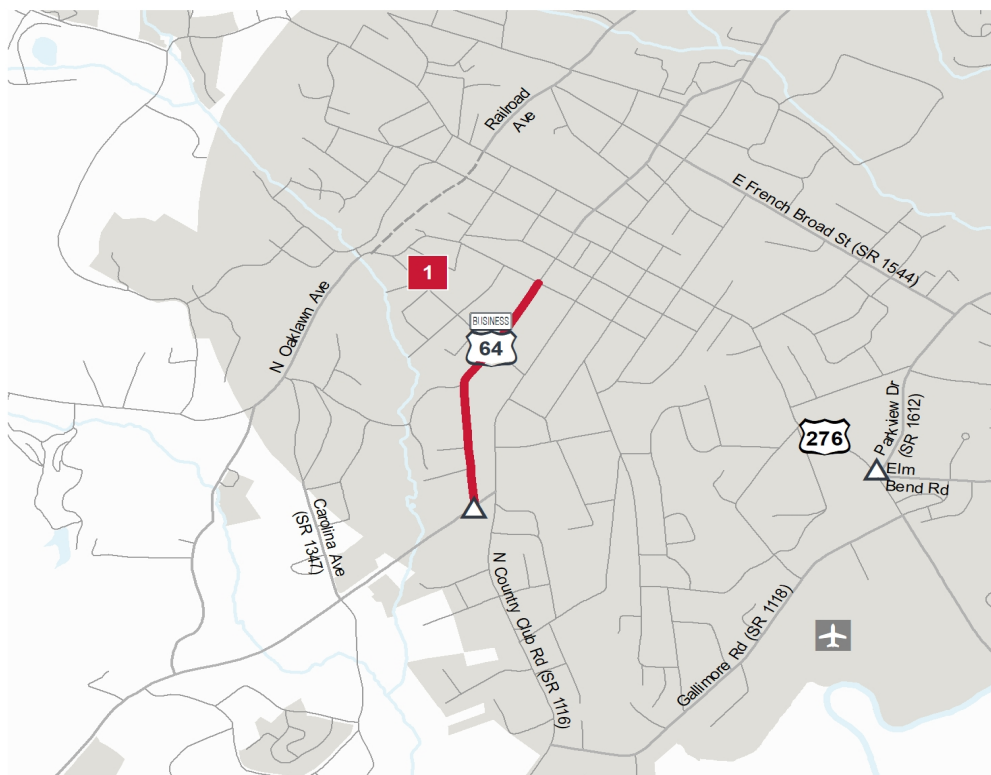 Railroad
Ave
E French Broad St (SR 1544)
1
N Oaklawn Ave
BUSINESS
64
276
Parkview Dr
(SR 1612)
Elm
Bend Rd
Carolina Ave
(SR 1347)
N Country Club Rd (SR 1116)
Gallimore Rd (SR 1118)